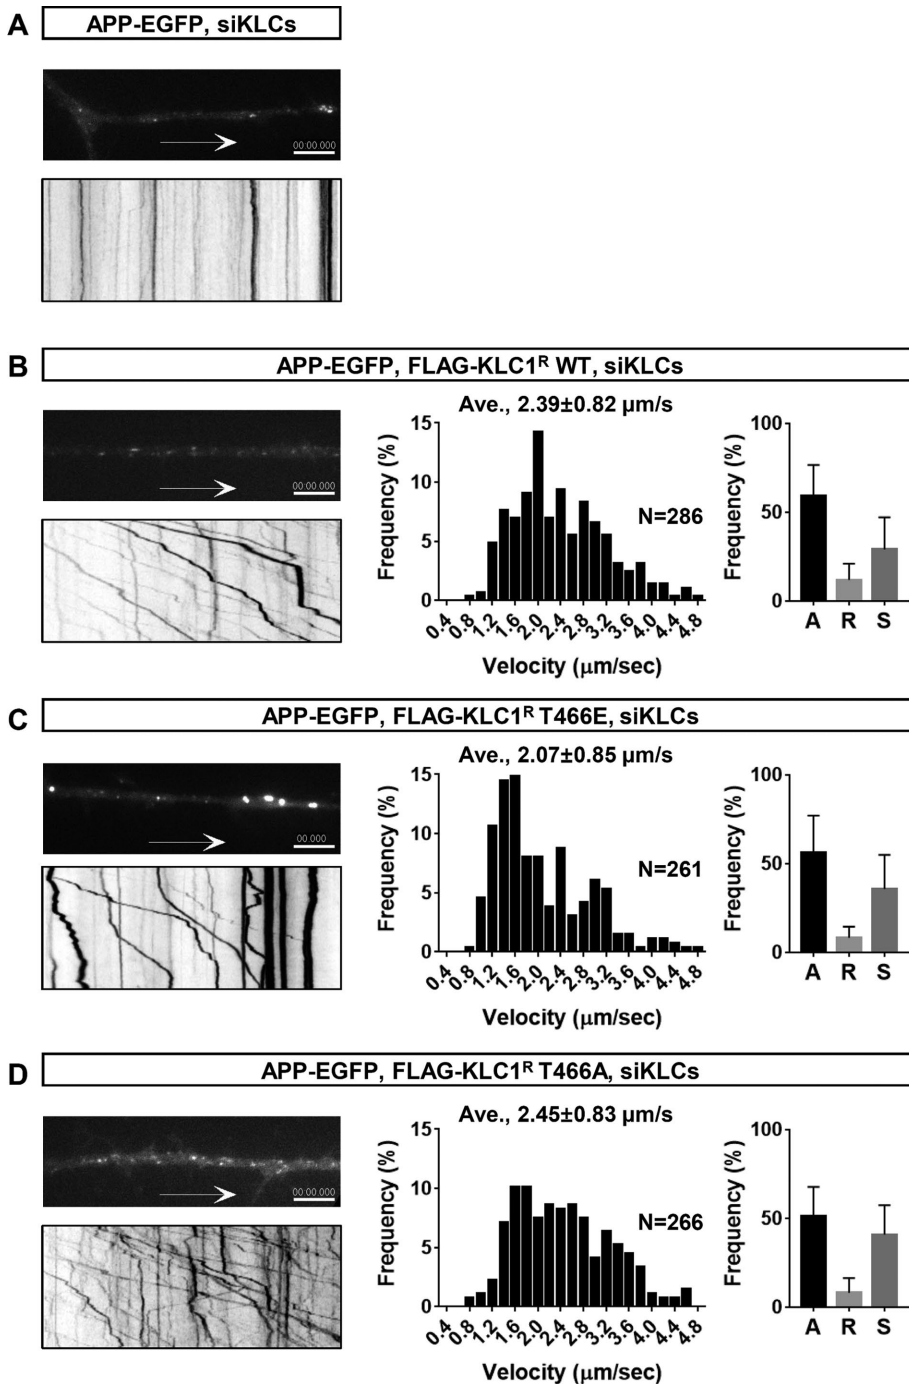 A
APP-EGFP, siKLCs
00:00.000
B
APP-EGFP, FLAG-KLC1ᴿ WT, siKLCs
00:00.000
Ave., 2.39±0.82 µm/s
Frequency (%)
15
10
5
0
N=286
0.4 0.8 1.2 1.6 2.0 2.4 2.8 3.2 3.6 4.0 4.4 4.8
Velocity (µm/sec)
Frequency (%)
100
50
0
A R S
C
APP-EGFP, FLAG-KLC1ᴿ T466E, siKLCs
00.000
Ave., 2.07±0.85 µm/s
Frequency (%)
15
10
5
0
N=261
0.4 0.8 1.2 1.6 2.0 2.4 2.8 3.2 3.6 4.0 4.4 4.8
Velocity (µm/sec)
Frequency (%)
100
50
0
A R S
D
APP-EGFP, FLAG-KLC1ᴿ T466A, siKLCs
00:00.000
Ave., 2.45±0.83 µm/s
Frequency (%)
15
10
5
0
N=266
0.4 0.8 1.2 1.6 2.0 2.4 2.8 3.2 3.6 4.0 4.4 4.8
Velocity (µm/sec)
Frequency (%)
100
50
0
A R S